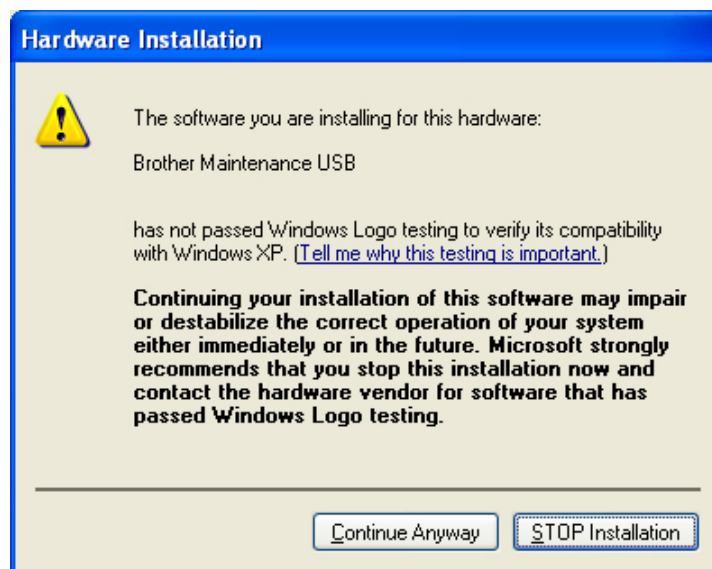 Hardware Installation
The software you are installing for this hardware:
Brother Maintenance USB
has not passed Windows Logo testing to verify its compatibility
with Windows XP. (Tell me why this testing is important.)
Continuing your installation of this software may impair
or destabilize the correct operation of your system
either immediately or in the future. Microsoft strongly
recommends that you stop this installation now and
contact the hardware vendor for software that has
passed Windows Logo testing.
Continue Anyway
STOP Installation